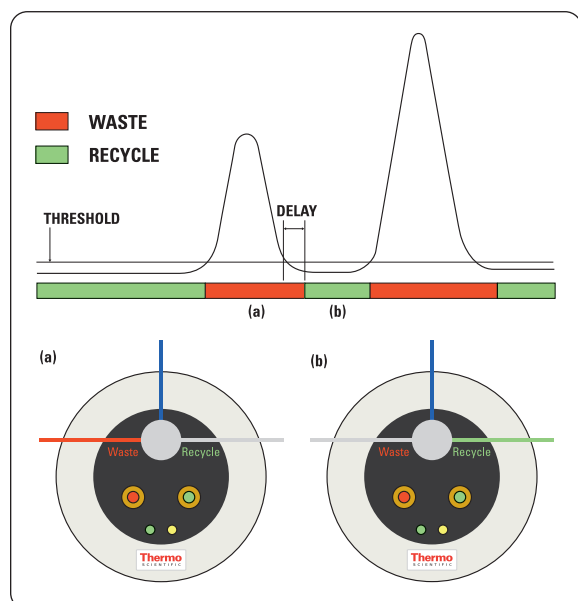 WASTE
RECYCLE
THRESHOLD
DELAY
(a) (b)
(a) (b)
Waste Recycle Waste Recycle
Thermo Thermo
SCIENTIFIC SCIENTIFIC